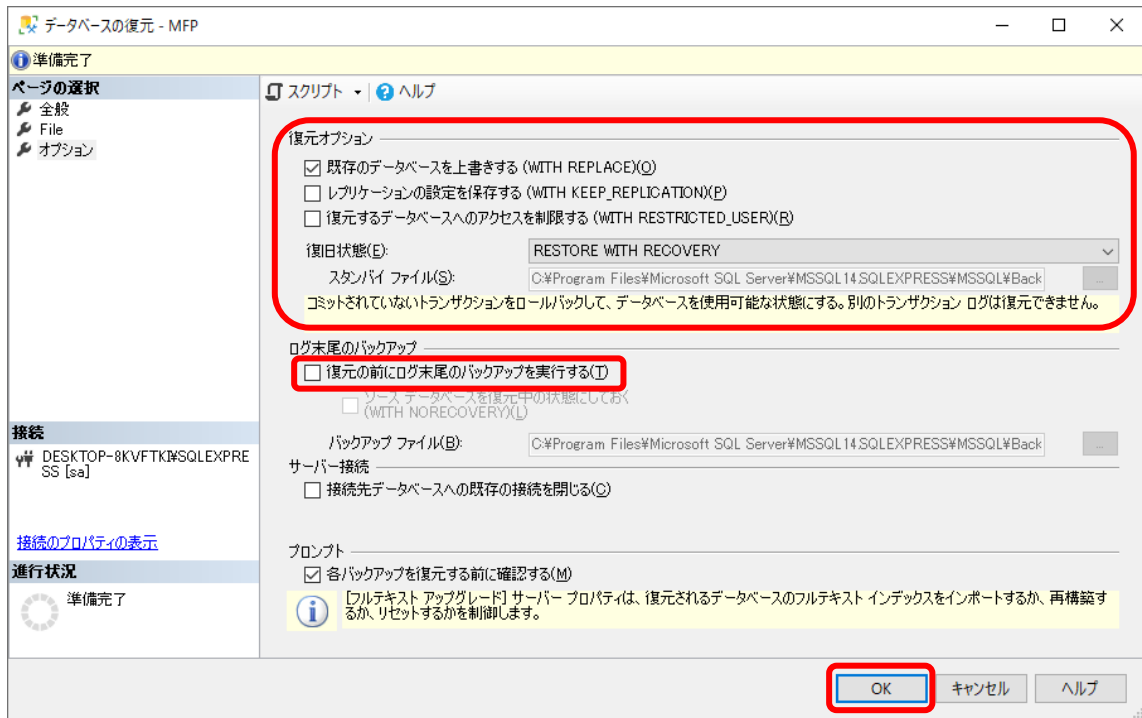 データベースの復元 - MFP
準備完了
ページの選択
全般
File
オプション
スクリプト
ヘルプ
復元オプション
既存のデータベースを上書きする (WITH REPLACE)(O)
レプリケーションの設定を保存する (WITH KEEP_REPLICATION)(P)
復元するデータベースへのアクセスを制限する (WITH RESTRICTED_USER)(R)
復旧状態(E):
RESTORE WITH RECOVERY
スタンバイ ファイル(S):
C:¥Program Files¥Microsoft SQL Server¥MSSQL14.SQLEXPRESS¥MSSQL¥Back
...
コミットされていないトランザクションをロールバックして、データベースを使用可能な状態にする。別のトランザクション ログは復元できません。
ログ末尾のバックアップ
復元の前にログ末尾のバックアップを実行する(T)
ソース データベースを復元中の状態にしておく
(WITH NORECOVERY)(L)
バックアップ ファイル(B):
C:¥Program Files¥Microsoft SQL Server¥MSSQL14.SQLEXPRESS¥MSSQL¥Back
...
サーバー接続
接続先データベースへの既存の接続を閉じる(C)
プロンプト
各バックアップを復元する前に確認する(M)
[フルテキスト アップグレード] サーバー プロパティは、復元されるデータベースのフルテキスト インデックスをインポートするか、再構築す
るか、リセットするかを制御します。
接続
DESKTOP-8KVFTKI¥SQLEXPRE
SS [sa]
接続のプロパティの表示
進行状況
準備完了
OK
キャンセル
ヘルプ